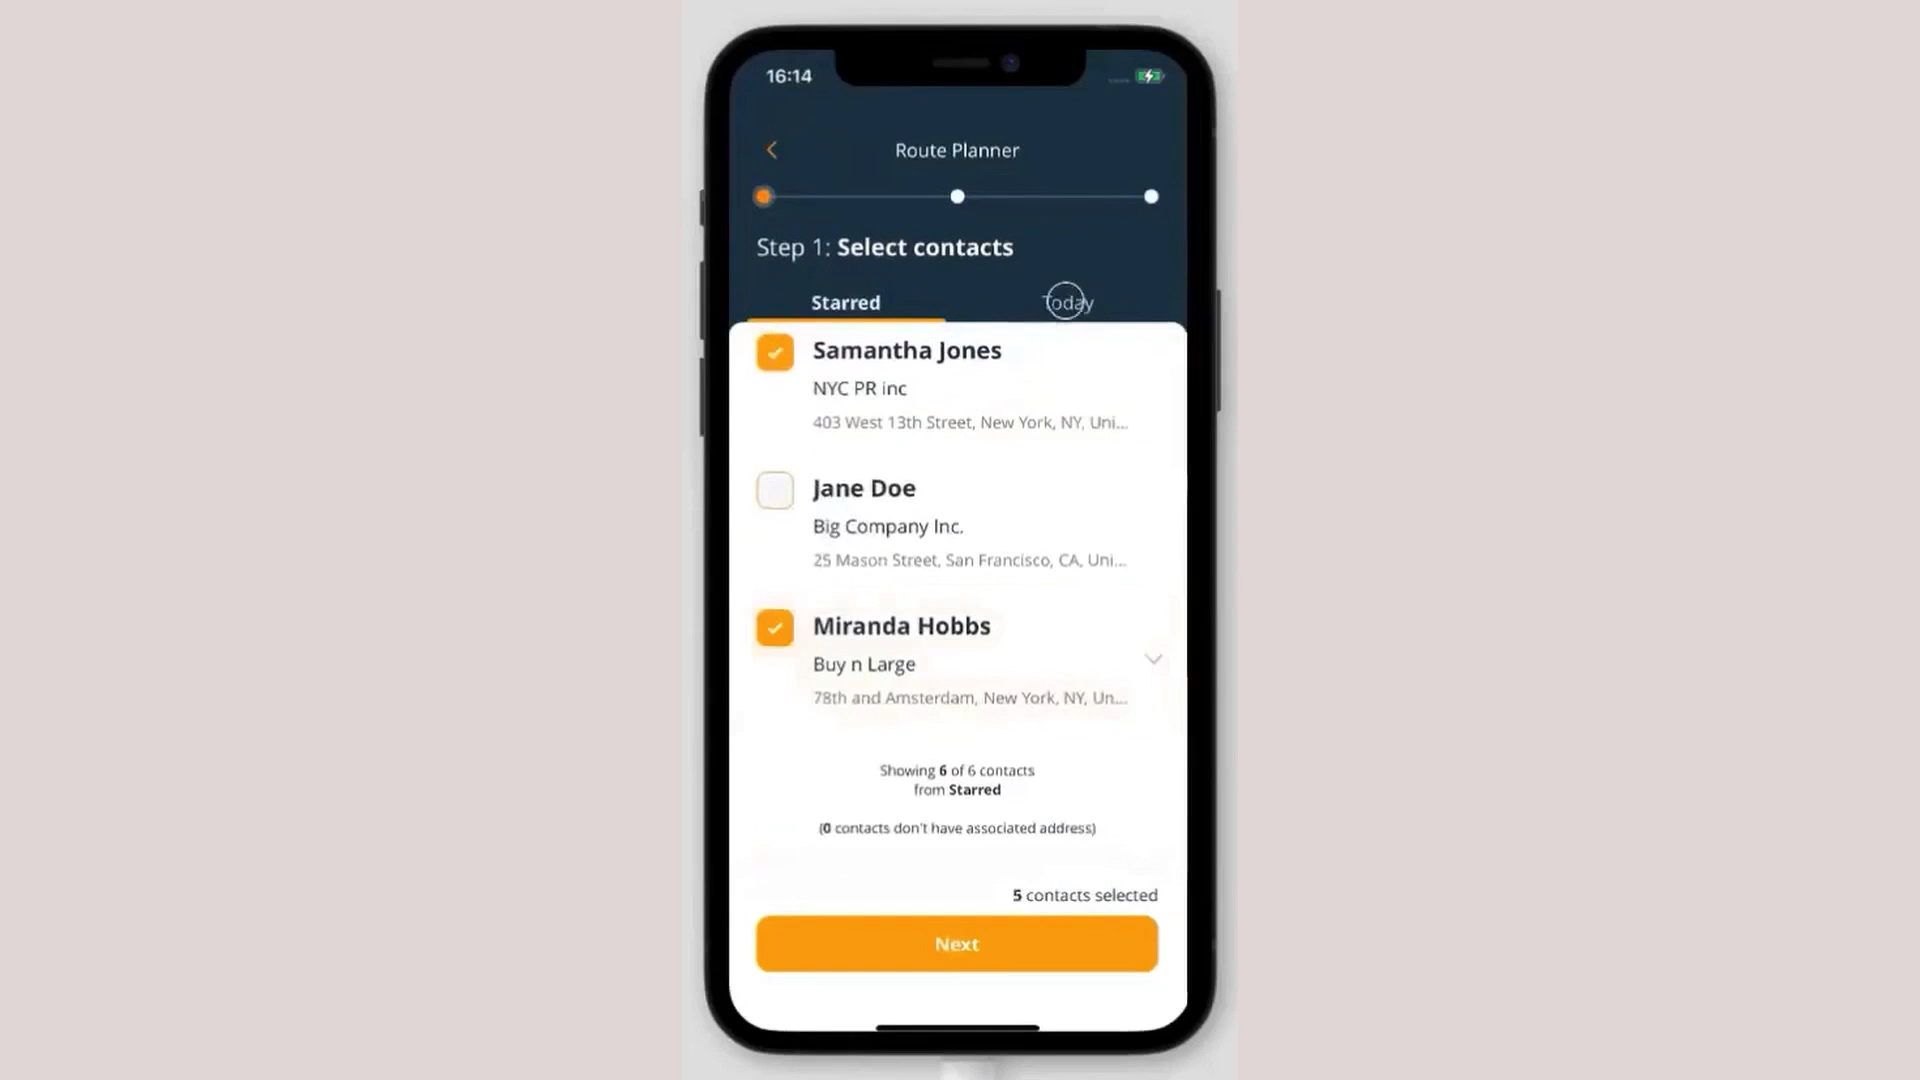 16:14
Route Planner
Step 1: Select contacts
Starred
Today
Samantha Jones
NYC PR inc
403 West 13th Street, New York, NY, Uni...
Jane Doe
Big Company Inc.
25 Mason Street, San Francisco, CA, Uni...
Miranda Hobbs
Buy n Large
78th and Amsterdam, New York, NY, Un...
Showing 6 of 6 contacts
from Starred
(0 contacts don't have associated address)
5 contacts selected
Next